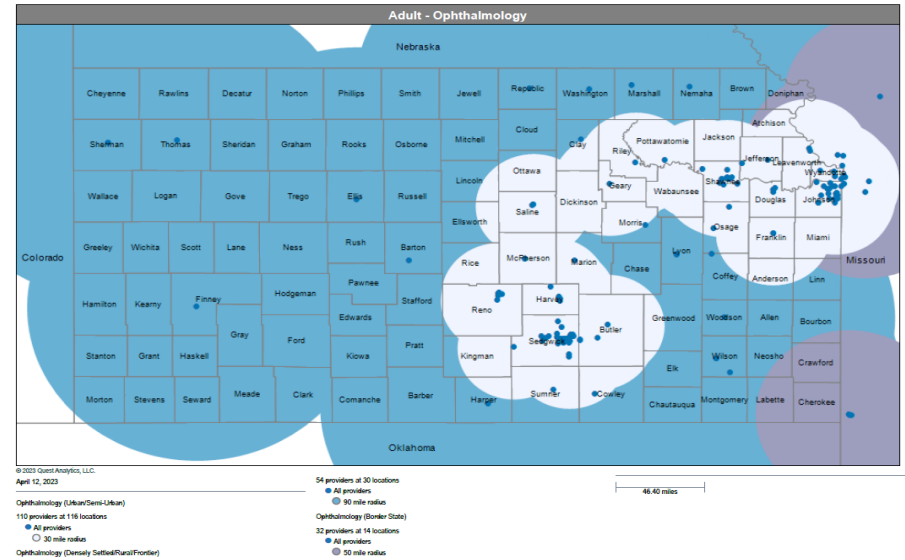 Adult - Ophthalmology
Nebraska
Cheyenne Rawlins Decatur Norton Phillips Smith Jewell Republic Washington Marshall Nemaha Brown Doniphan
Atchison
Sherman Thomas Sheridan Graham Rooks Osborne Mitchell Cloud Clay Riley Pottawatomie Jackson Jefferson Leavenworth
Wyandotte
Wallace Logan Gove Trego Ellis Russell Lincoln Ottawa Saline Dickinson Geary Wabaunsee Shawnee Douglas Johnson
Ellsworth Morris Osage Franklin Miami
Colorado Greeley Wichita Scott Lane Ness Rush Barton Rice McPherson Marion Chase Lyon Coffey Anderson Linn Missouri
Hamilton Kearny Finney Hodgeman Pawnee Stafford Reno Harvey
Edwards Greenwood Woodson Allen Bourbon
Gray Ford Sedgwick Butler
Stanton Grant Haskell Kiowa Pratt Kingman Elk Wilson Neosho Crawford
Morton Stevens Seward Meade Clark Comanche Barber Harper Sumner Cowley Chautauqua Montgomery Labette Cherokee
Oklahoma
© 2023 Quest Analytics, LLC.
April 12, 2023
Ophthalmology (Urban/Semi-Urban)
110 providers at 116 locations
All providers
30 mile radius
Ophthalmology (Densely Settled/Rural/Frontier)
54 providers at 30 locations
All providers
90 mile radius
Ophthalmology (Border State)
32 providers at 14 locations
All providers
50 mile radius
46.40 miles